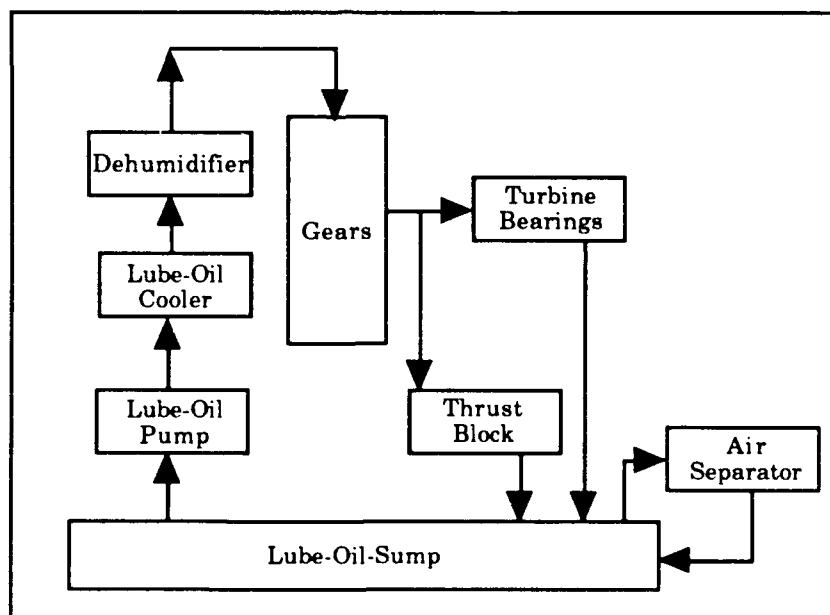 Dehumidifier
Lube-Oil
Cooler
Lube-Oil
Pump
Gears
Turbine
Bearings
Thrust
Block
Air
Separator
Lube-Oil-Sump